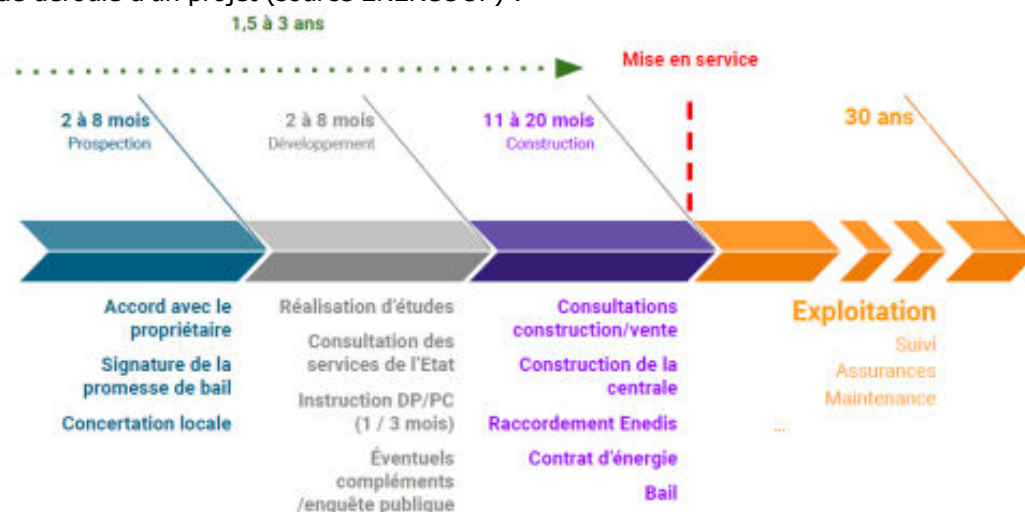 1,5 à 3 ans
Mise en service
2 à 8 mois
Prospection
2 à 8 mois
Développement
11 à 20 mois
Construction
30 ans
Accord avec le
propriétaire
Signature de la
promesse de bail
Concertation locale
Réalisation d'études
Consultation des
services de l'Etat
Instruction DP/PC
(1 / 3 mois)
Éventuels
compléments
/enquête publique
Consultations
construction/vente
Construction de la
centrale
Raccordement Enedis
Contrat d'énergie
Bail
Exploitation
Suivi
Assurances
Maintenance
....